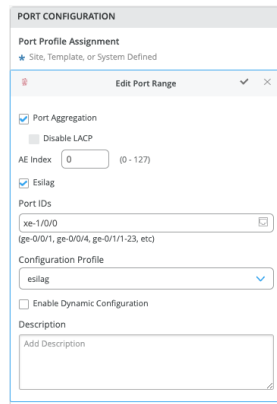 PORT CONFIGURATION
Port Profile Assignment
* Site, Template, or System Defined
Edit Port Range
Port Aggregation
Disable LACP
AE Index 0 (0 - 127)
Esilag
Port IDs
xe-1/0/0
(ge-0/0/1, ge-0/0/4, ge-0/1/1-23, etc)
Configuration Profile
esilag
Enable Dynamic Configuration
Description
Add Description